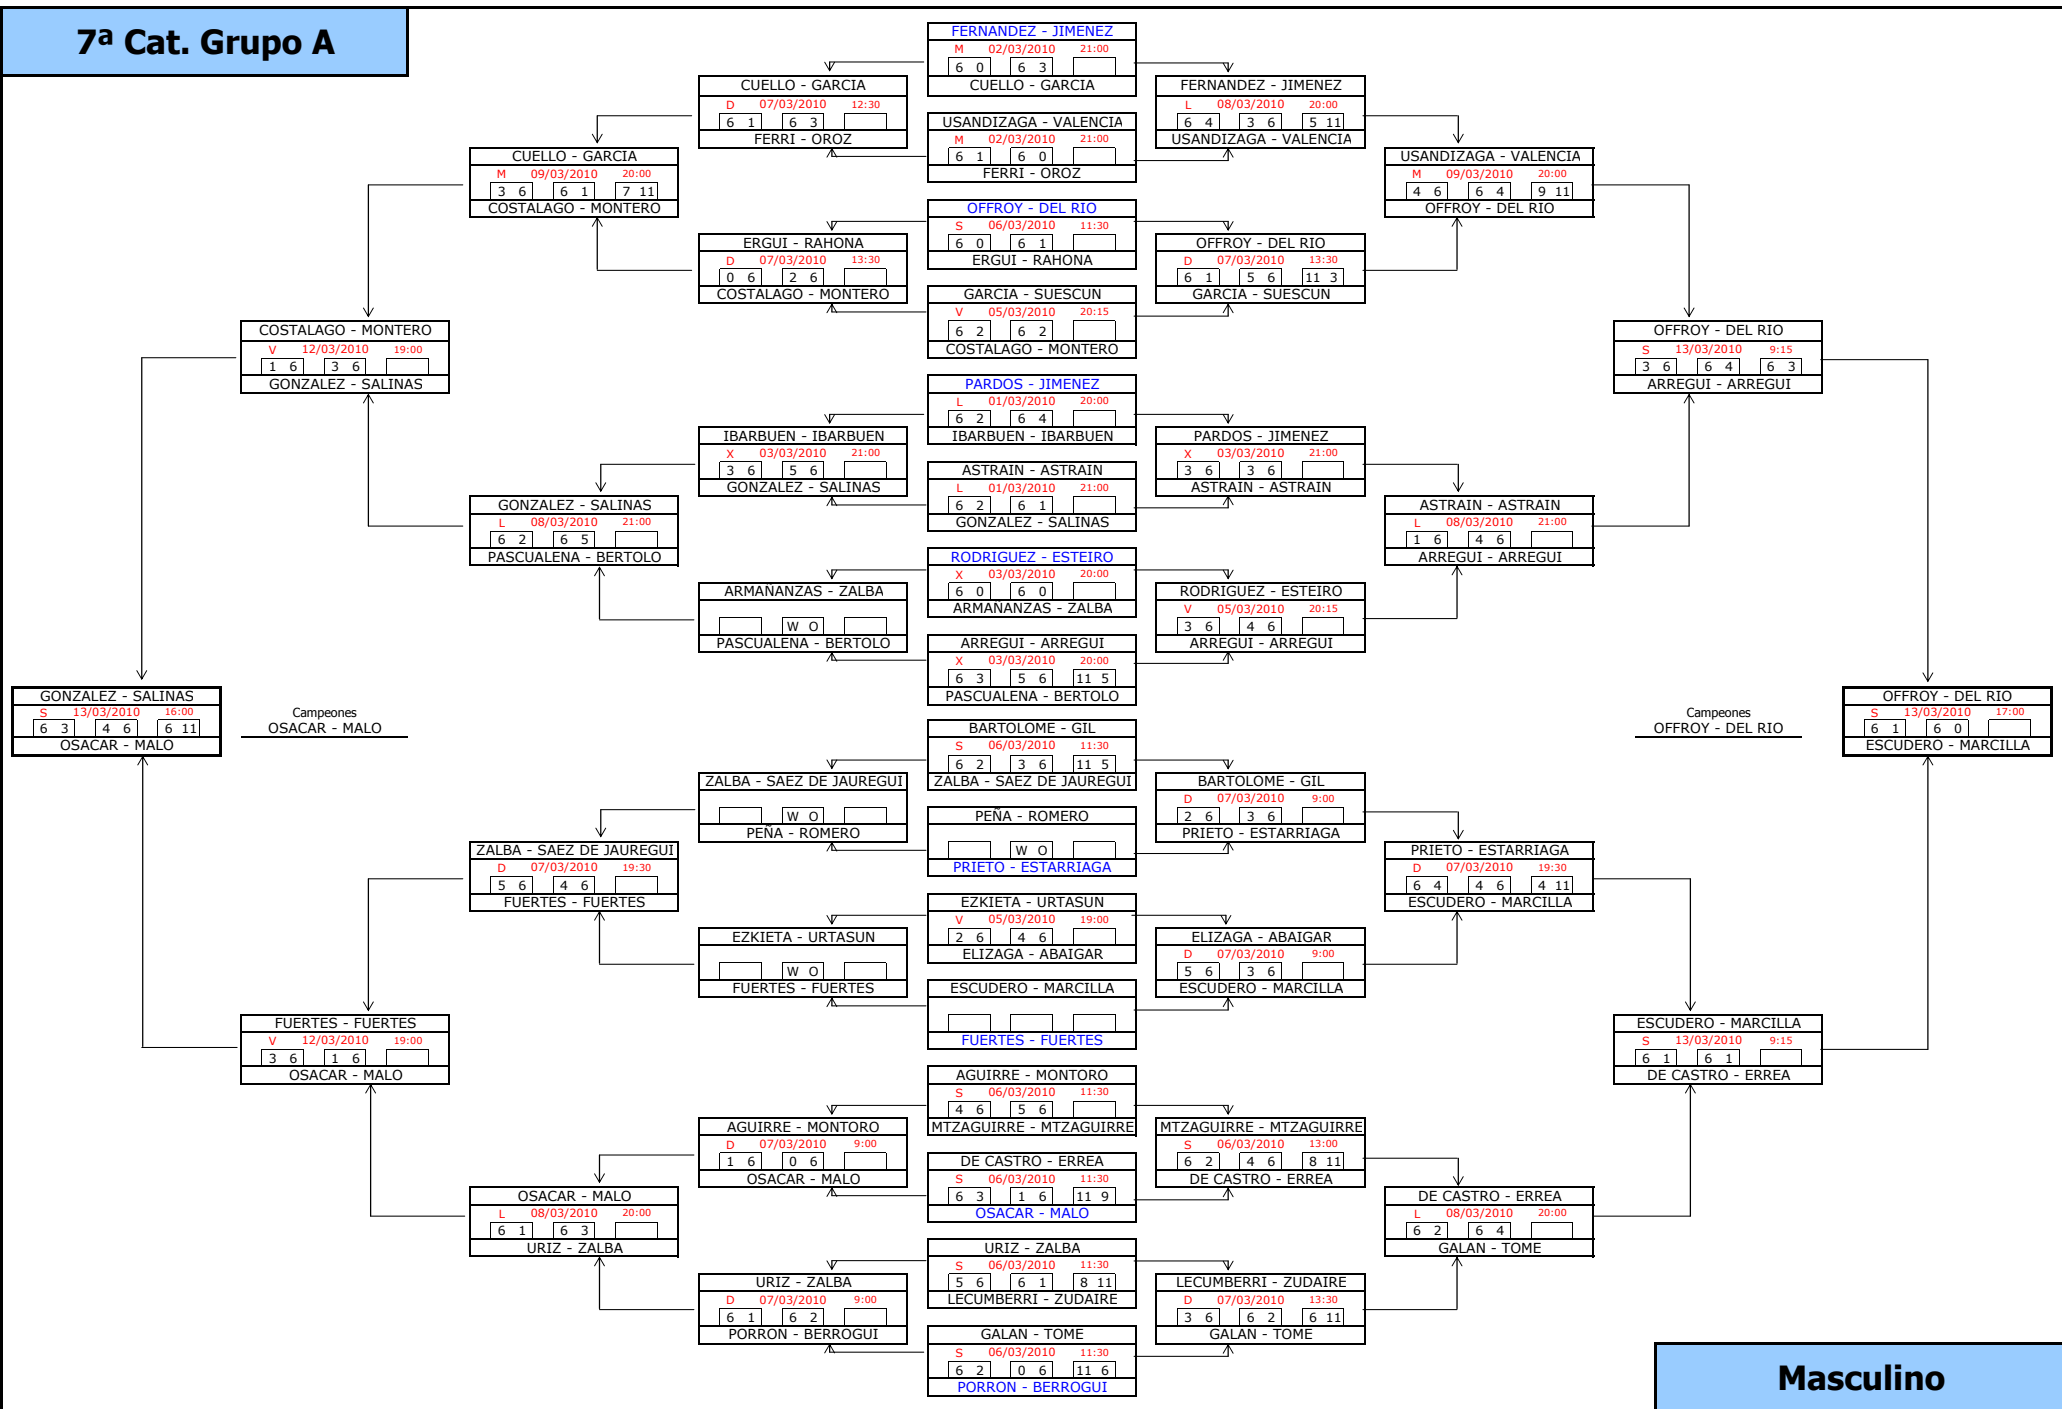 7ª Cat. Grupo A
FERNANDEZ - JIMENEZ
M 02/03/2010 21:00
6 0 6 3
CUELLO - GARCIA
USANDIZAGA - VALENCIA
M 02/03/2010 21:00
6 1 6 0
FERRI - OROZ
OFFROY - DEL RIO
S 06/03/2010 11:30
6 0 6 1
ERGUI - RAHONA
GARCIA - SUESCUN
V 05/03/2010 20:15
6 2 6 2
COSTALAGO - MONTERO
PARDOS - JIMENEZ
L 01/03/2010 20:00
6 2 6 4
IBARBUEN - IBARBUEN
ASTRAIN - ASTRAIN
L 01/03/2010 21:00
6 2 6 1
GONZALEZ - SALINAS
RODRIGUEZ - ESTEIRO
X 03/03/2010 20:00
6 0 6 0
ARMAÑANZAS - ZALBA
ARREGUI - ARREGUI
X 03/03/2010 20:00
6 3 5 6 11 5
PASCUALENA - BERTOLO
BARTOLOME - GIL
S 06/03/2010 11:30
6 2 3 6 11 5
ZALBA - SAEZ DE JAUREGUI
PEÑA - ROMERO
W O
PRIETO - ESTARRIAGA
EZKIETA - URTASUN
V 05/03/2010 19:00
2 6 4 6
ELIZAGA - ABAIGAR
ESCUDERO - MARCILLA
FUERTES - FUERTES
AGUIRRE - MONTORO
S 06/03/2010 11:30
4 6 5 6
MTZAGUIRRE - MTZAGUIRRE
DE CASTRO - ERREA
S 06/03/2010 11:30
6 3 1 6 11 9
OSACAR - MALO
URIZ - ZALBA
S 06/03/2010 11:30
5 6 6 1 8 11
LECUMBERRI - ZUDAIRE
GALAN - TOME
S 06/03/2010 11:30
6 2 0 6 11 6
PORRON - BERROGUI
CUELLO - GARCIA
D 07/03/2010 12:30
6 1 6 3
FERRI - OROZ
ERGUI - RAHONA
D 07/03/2010 13:30
0 6 2 6
COSTALAGO - MONTERO
IBARBUEN - IBARBUEN
X 03/03/2010 21:00
3 6 5 6
GONZALEZ - SALINAS
ARMAÑANZAS - ZALBA
W O
PASCUALENA - BERTOLO
ZALBA - SAEZ DE JAUREGUI
W O
PEÑA - ROMERO
EZKIETA - URTASUN
W O
FUERTES - FUERTES
AGUIRRE - MONTORO
D 07/03/2010 9:00
1 6 0 6
OSACAR - MALO
URIZ - ZALBA
D 07/03/2010 9:00
6 1 6 2
PORRON - BERROGUI
CUELLO - GARCIA
M 09/03/2010 20:00
3 6 6 1 7 11
COSTALAGO - MONTERO
GONZALEZ - SALINAS
L 08/03/2010 21:00
6 2 6 5
PASCUALENA - BERTOLO
ZALBA - SAEZ DE JAUREGUI
D 07/03/2010 19:30
5 6 4 6
FUERTES - FUERTES
OSACAR - MALO
L 08/03/2010 20:00
6 1 6 3
URIZ - ZALBA
COSTALAGO - MONTERO
V 12/03/2010 19:00
1 6 3 6
GONZALEZ - SALINAS
FUERTES - FUERTES
V 12/03/2010 19:00
3 6 1 6
OSACAR - MALO
GONZALEZ - SALINAS
S 13/03/2010 16:00
6 3 4 6 6 11
OSACAR - MALO
Campeones
OSACAR - MALO
FERNANDEZ - JIMENEZ
L 08/03/2010 20:00
6 4 3 6 5 11
USANDIZAGA - VALENCIA
OFFROY - DEL RIO
D 07/03/2010 13:30
6 1 5 6 11 3
GARCIA - SUESCUN
PARDOS - JIMENEZ
X 03/03/2010 21:00
3 6 3 6
ASTRAIN - ASTRAIN
RODRIGUEZ - ESTEIRO
V 05/03/2010 20:15
3 6 4 6
ARREGUI - ARREGUI
BARTOLOME - GIL
D 07/03/2010 9:00
2 6 3 6
PRIETO - ESTARRIAGA
ELIZAGA - ABAIGAR
D 07/03/2010 9:00
5 6 3 6
ESCUDERO - MARCILLA
MTZAGUIRRE - MTZAGUIRRE
S 06/03/2010 13:00
6 2 4 6 8 11
DE CASTRO - ERREA
LECUMBERRI - ZUDAIRE
D 07/03/2010 13:30
3 6 6 2 6 11
GALAN - TOME
USANDIZAGA - VALENCIA
M 09/03/2010 20:00
4 6 6 4 9 11
OFFROY - DEL RIO
ASTRAIN - ASTRAIN
L 08/03/2010 21:00
1 6 4 6
ARREGUI - ARREGUI
PRIETO - ESTARRIAGA
D 07/03/2010 19:30
6 4 4 6 4 11
ESCUDERO - MARCILLA
DE CASTRO - ERREA
L 08/03/2010 20:00
6 2 6 4
GALAN - TOME
OFFROY - DEL RIO
S 13/03/2010 9:15
3 6 6 4 6 3
ARREGUI - ARREGUI
ESCUDERO - MARCILLA
S 13/03/2010 9:15
6 1 6 1
DE CASTRO - ERREA
Campeones
OFFROY - DEL RIO
OFFROY - DEL RIO
S 13/03/2010 17:00
6 1 6 0
ESCUDERO - MARCILLA
Masculino